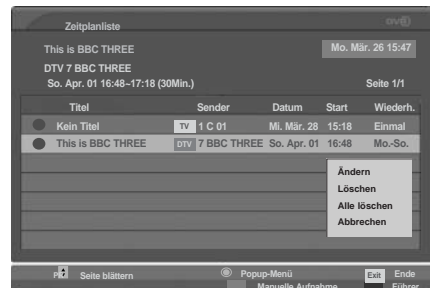 Zeitplanliste
This is BBC THREE
Mo. Mär. 26 15:47
DTV 7 BBC THREE
So. Apr. 01 16:48~17:18 (30Min.)
Seite 1/1
Titel Sender Datum Start Wiederh.
Kein Titel TV 1 C 01 Mi. Mär. 28 15:18 Einmal
This is BBC THREE DTV 7 BBC THREE So. Apr. 01 16:48 Mo.-So.
Ändern
Löschen
Alle löschen
Abbrechen
Seite blättern Popup-Menü Exit Ende
Manuelle Aufnahme Führer